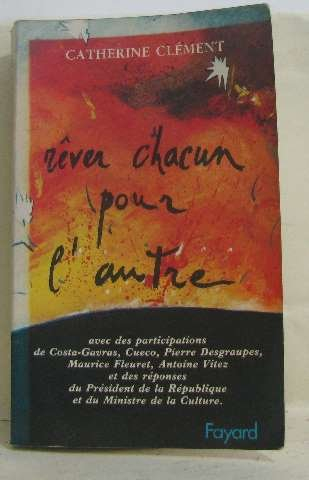 CATHERINE CLÉMENT
rêver chacun
pour
l'autre
avec des participations
de Costa-Gavras, Cueco, Pierre Desgraupes,
Maurice Fleuret, Antoine Vitez
et des réponses
du Président de la République
et du Ministre de la Culture.
Fayard